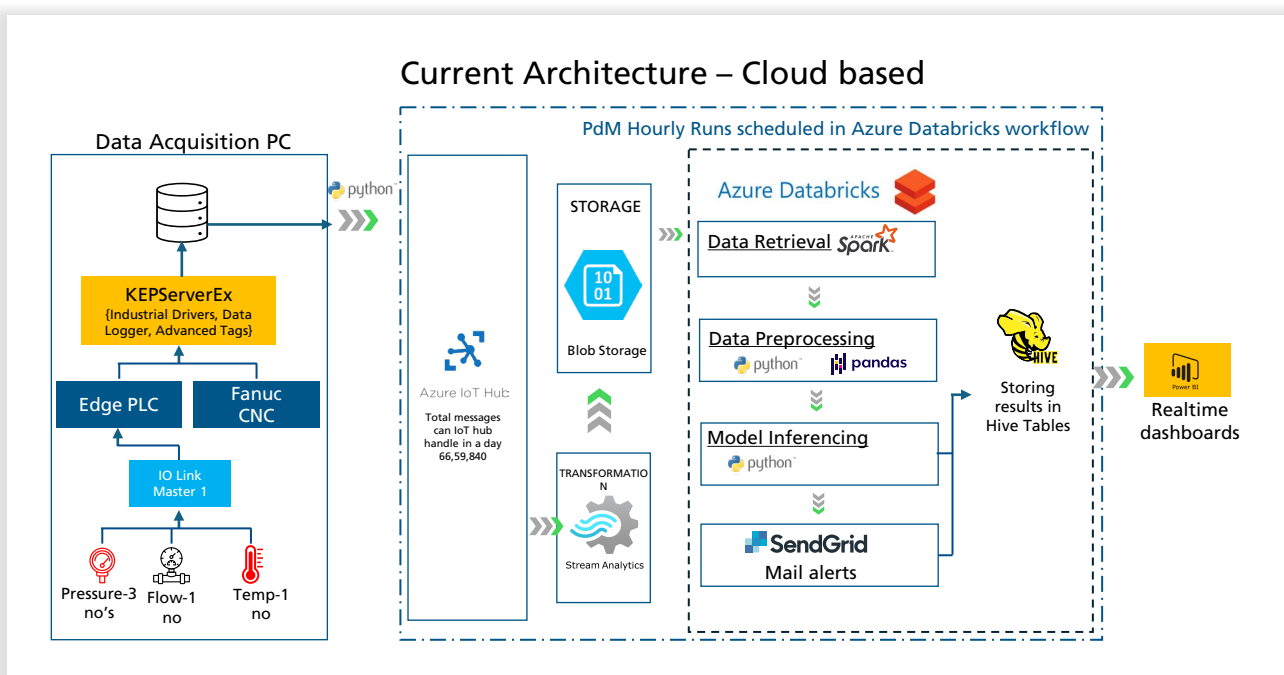 Current Architecture – Cloud based
Data Acquisition PC
KEPServerEx
{Industrial Drivers, Data
Logger, Advanced Tags}
Edge PLC
Fanuc
CNC
IO Link
Master 1
Pressure-3
no's
Flow-1
no
Temp-1
no
python
PdM Hourly Runs scheduled in Azure Databricks workflow
Azure IoT Hub
Total messages
can IoT hub
handle in a day
66,59,840
STORAGE
10
01
Blob Storage
TRANSFORMATIO
N
Stream Analytics
Azure Databricks
Data Retrieval
APACHE
Spark
Data Preprocessing
python
pandas
Model Inferencing
python
SendGrid
Mail alerts
HIVE
Storing
results in
Hive Tables
Power BI
Realtime
dashboards